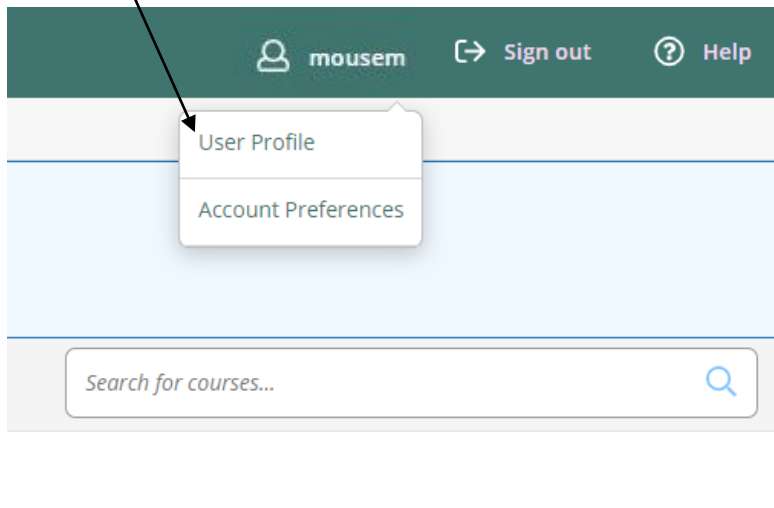 mousem Sign out Help
User Profile
Account Preferences
Search for courses...